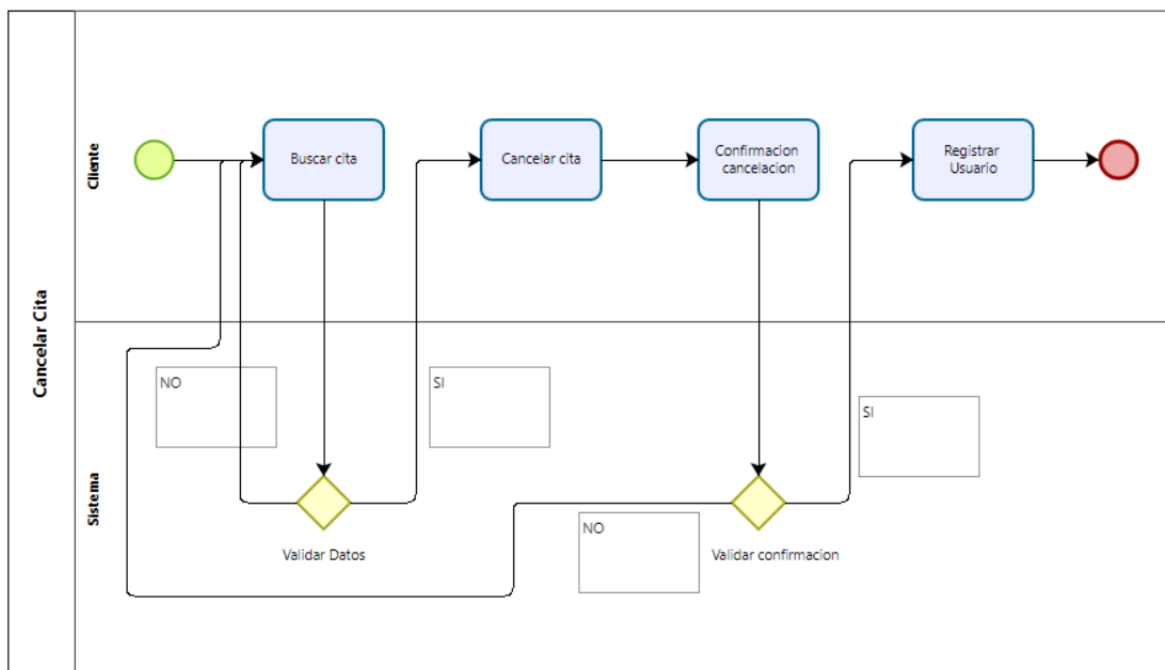 Cancelar Cita
Cliente
Buscar cita
Cancelar cita
Confirmacion
cancelacion
Registrar
Usuario
Sistema
NO
SI
SI
NO
Validar Datos
Validar confirmacion